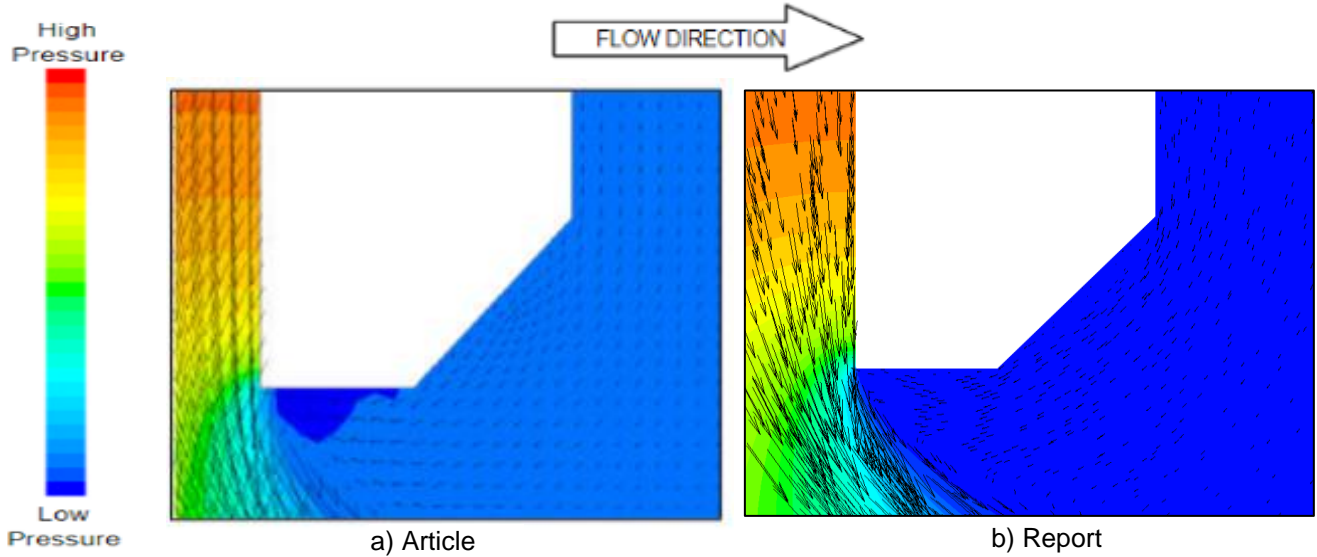 High
Pressure
FLOW DIRECTION
Low
Pressure
a) Article
b) Report